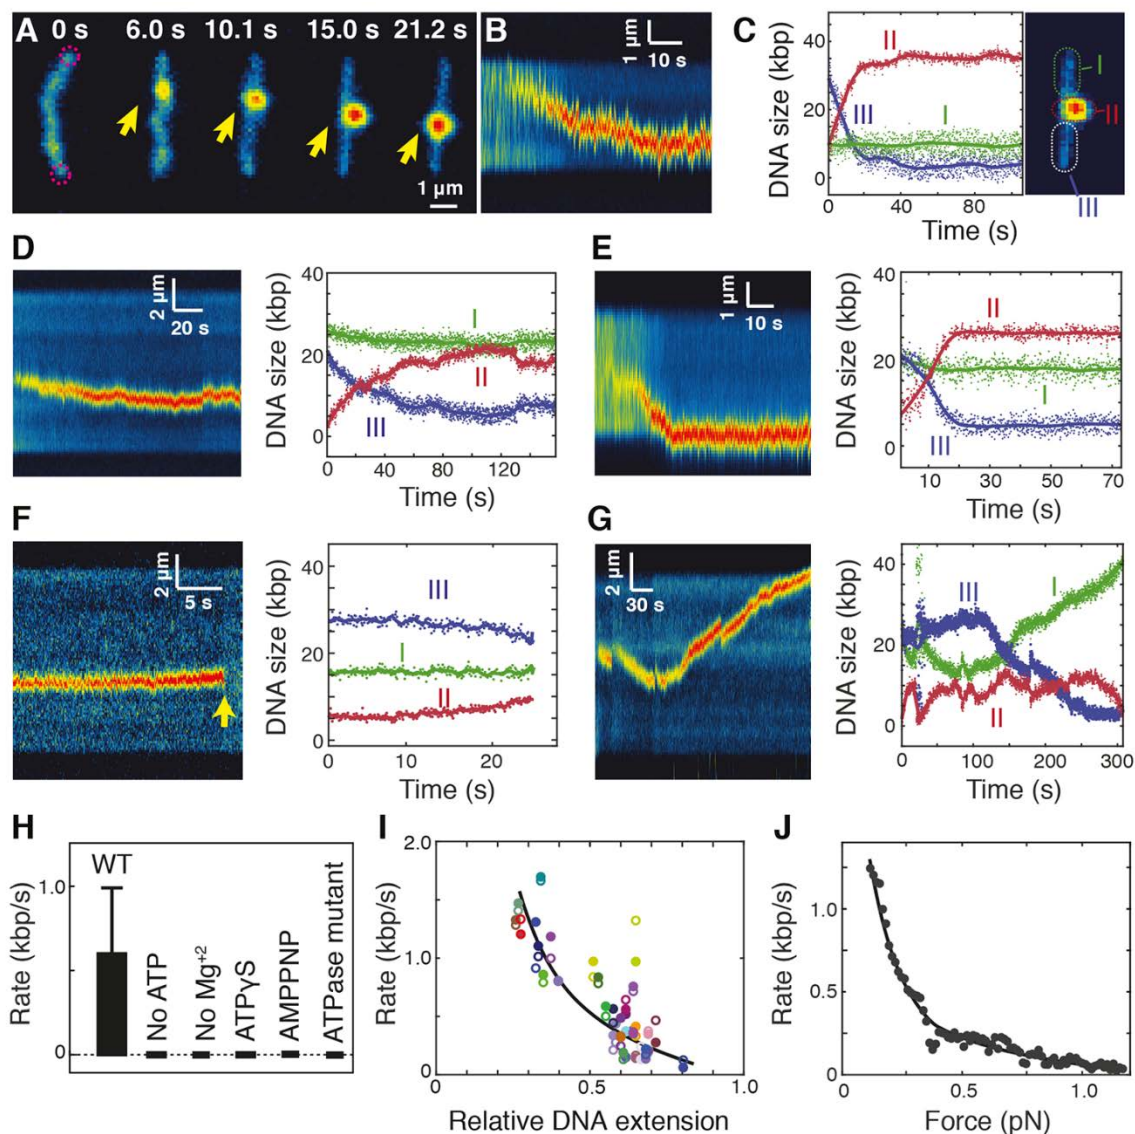 A 0 s 6.0 s 10.1 s 15.0 s 21.2 s
1 μm
B
1 μm
10 s
C
DNA size (kbp)
40
20
0
II
III
I
0 40 80
Time (s)
I
II
III
D
2 μm
20 s
DNA size (kbp)
40
20
0
I
II
III
0 40 80 120
Time (s)
E
1 μm
10 s
DNA size (kbp)
40
20
0
II
I
III
10 30 50 70
Time (s)
F
2 μm
5 s
DNA size (kbp)
40
20
0
III
I
II
0 10 20
Time (s)
G
2 μm
30 s
DNA size (kbp)
40
20
0
III
I
II
0 100 200 300
Time (s)
H
Rate (kbp/s)
1.0
0
WT
No ATP
No Mg+2
ATPγS
AMPPNP
ATPase mutant
I
Rate (kbp/s)
2.0
1.0
0
0 0.5 1.0
Relative DNA extension
J
Rate (kbp/s)
1.0
0.5
0
0 0.5 1.0
Force (pN)